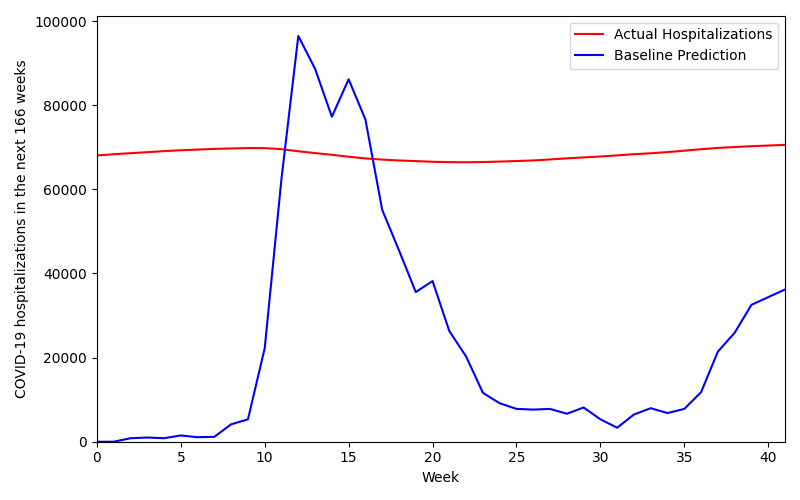 100000
80000
60000
40000
20000
0
0 5 10 15 20 25 30 35 40
Week
COVID-19 hospitalizations in the next 166 weeks
Actual Hospitalizations
Baseline Prediction